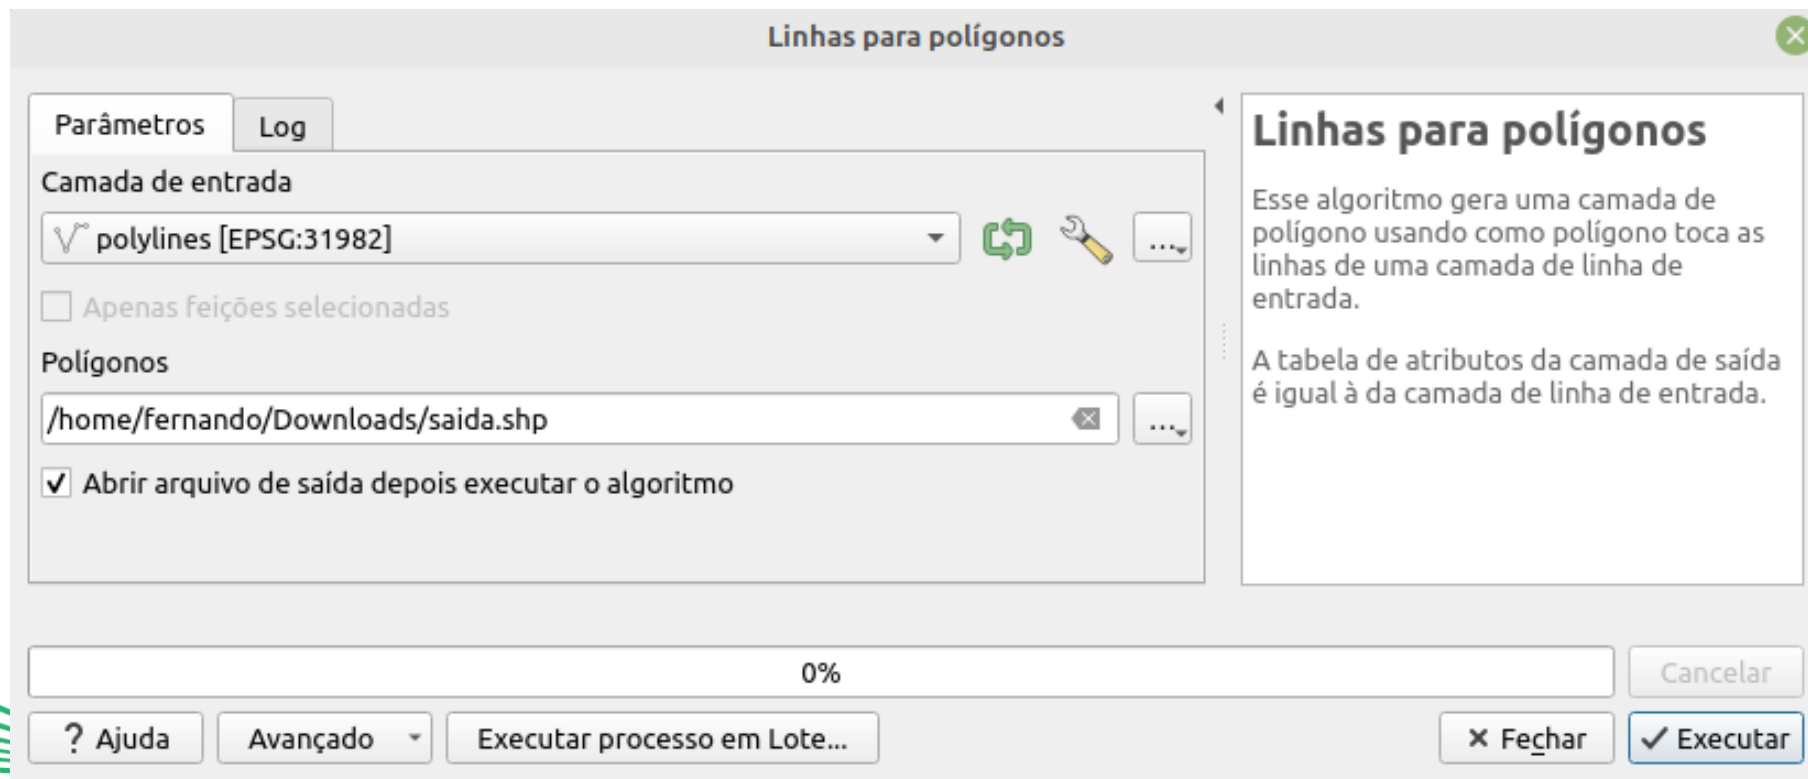 Linhas para polígonos
Parâmetros
Log
Camada de entrada
polylines [EPSG:31982]
...
Apenas feições selecionadas
Polígonos
/home/fernando/Downloads/saida.shp
...
Abrir arquivo de saída depois executar o algoritmo
Linhas para polígonos
Esse algoritmo gera uma camada de
polígono usando como polígono toca as
linhas de uma camada de linha de
entrada.
A tabela de atributos da camada de saída
é igual à da camada de linha de entrada.
0%
Cancelar
? Ajuda
Avançado
Executar processo em Lote...
Fechar
Executar